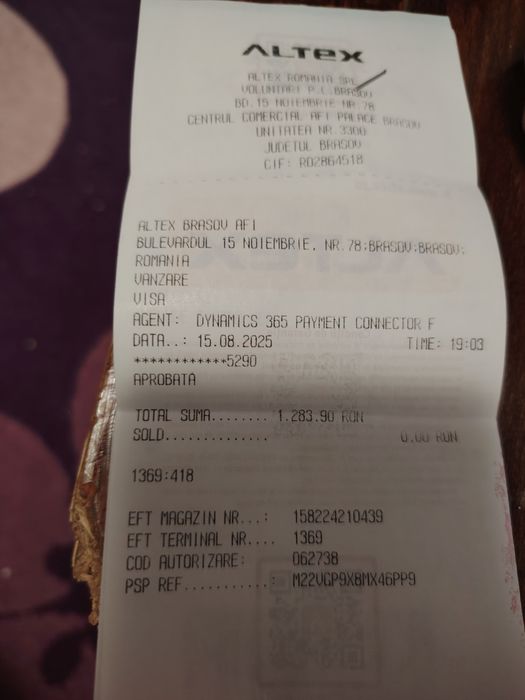 ALTEX
ALTEX ROMANIA SRL
VOLUNTARI P.L.BRASOV
BD.15 NOIEMBRIE NR.78
CENTRUL COMERCIAL AFI PALACE BRASOV
UNITATEA NR.3300
JUDETUL BRASOV
CIF: RO2864518
ALTEX BRASOV AFI
BULEVARDUL 15 NOIEMBRIE, NR.78;BRASOV;BRASOV;
ROMANIA
VANZARE
VISA
AGENT: DYNAMICS 365 PAYMENT CONNECTOR F
DATA..: 15.08.2025 TIME: 19:03
************5290
APROBATA
TOTAL SUMA........ 1.283.90 RON
SOLD.............. 0.00 RON
1369:418
EFT MAGAZIN NR...: 158224210439
EFT TERMINAL NR.... 1369
COD AUTORIZARE: 062738
PSP REF...........: M22VGP9X8MX46PP9